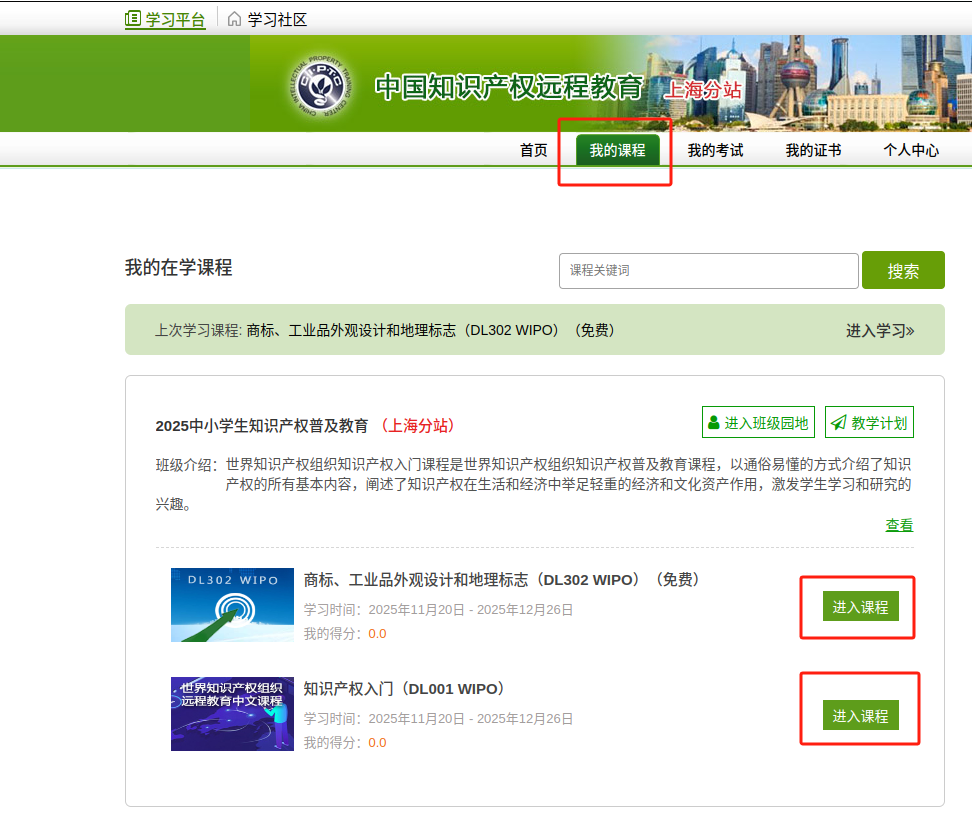 学习平台 学习社区
INTELLECTUAL PROPERTY TRAINING
CIPTC
CHINA CENTER
中国知识产权远程教育 上海分站
首页 我的课程 我的考试 我的证书 个人中心
我的在学课程 课程关键词 搜索
上次学习课程: 商标、工业品外观设计和地理标志（DL302 WIPO）（免费） 进入学习»
2025中小学生知识产权普及教育 （上海分站） 进入班级园地 教学计划
班级介绍：世界知识产权组织知识产权入门课程是世界知识产权组织知识产权普及教育课程，以通俗易懂的方式介绍了知识
产权的所有基本内容，阐述了知识产权在生活和经济中举足轻重的经济和文化资产作用，激发学生学习和研究的
兴趣。
查看
DL302 WIPO
商标、工业品外观设计和地理标志（DL302 WIPO）（免费）
学习时间：2025年11月20日 - 2025年12月26日
进入课程
我的得分：0.0
世界知识产权组织
远程教育中文课程
知识产权入门（DL001 WIPO）
学习时间：2025年11月20日 - 2025年12月26日
进入课程
我的得分：0.0